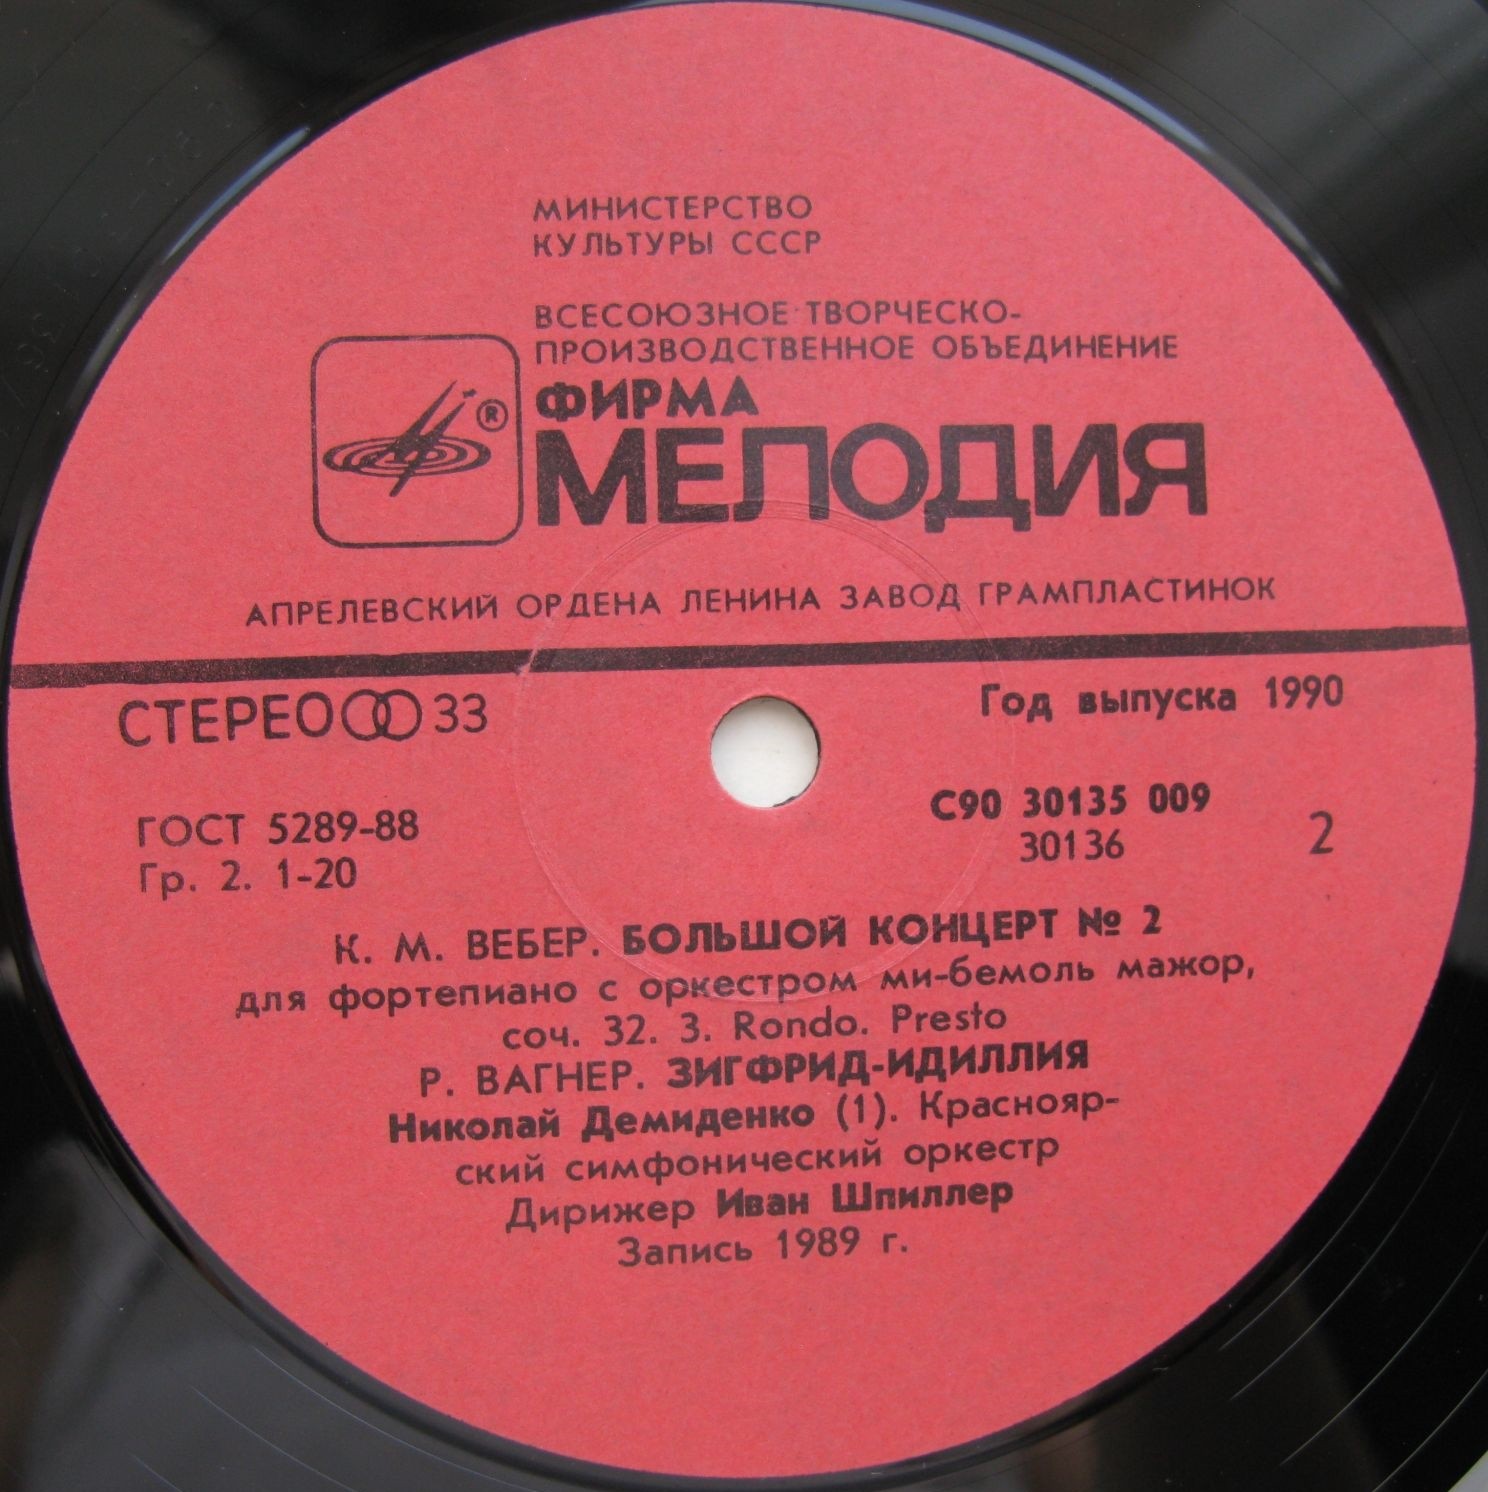 МИНИСТЕРСТВО
КУЛЬТУРЫ СССР
ВСЕСОЮЗНОЕ ТВОРЧЕСКО-
ПРОИЗВОДСТВЕННОЕ ОБЪЕДИНЕНИЕ
ФИРМА
МЕЛОДИЯ
®
АПРЕЛЕВСКИЙ ОРДЕНА ЛЕНИНА ЗАВОД ГРАМПЛАСТИНОК
СТЕРЕО 33
Год выпуска 1990
ГОСТ 5289-88
Гр. 2. 1-20
С90 30135 009
30136
2
К. М. ВЕБЕР. БОЛЬШОЙ КОНЦЕРТ № 2
для фортепиано с оркестром ми-бемоль мажор,
соч. 32. 3. Rondo. Presto
Р. ВАГНЕР. ЗИГФРИД-ИДИЛЛИЯ
Николай Демиденко (1). Краснояр-
ский симфонический оркестр
Дирижер Иван Шпиллер
Запись 1989 г.